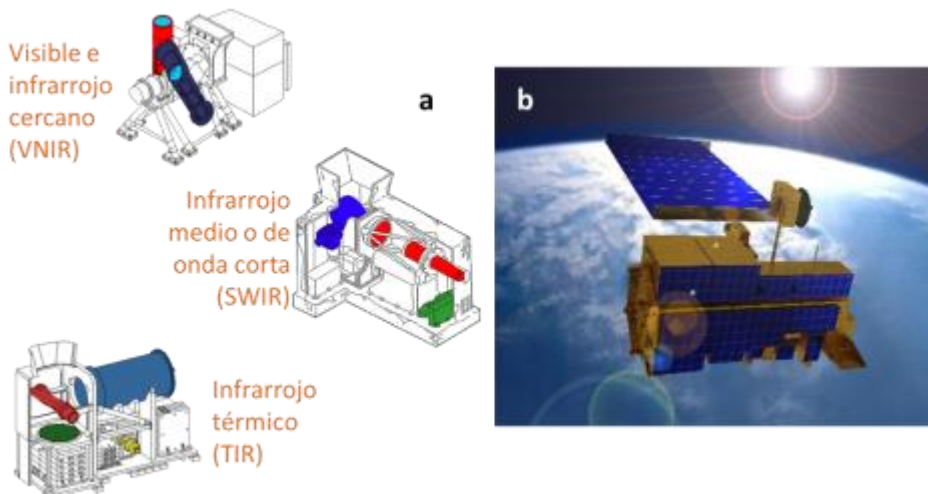 Visible e
infrarrojo
cercano
(VNIR)
a
b
Infrarrojo
medio o de
onda corta
(SWIR)
Infrarrojo
térmico
(TIR)